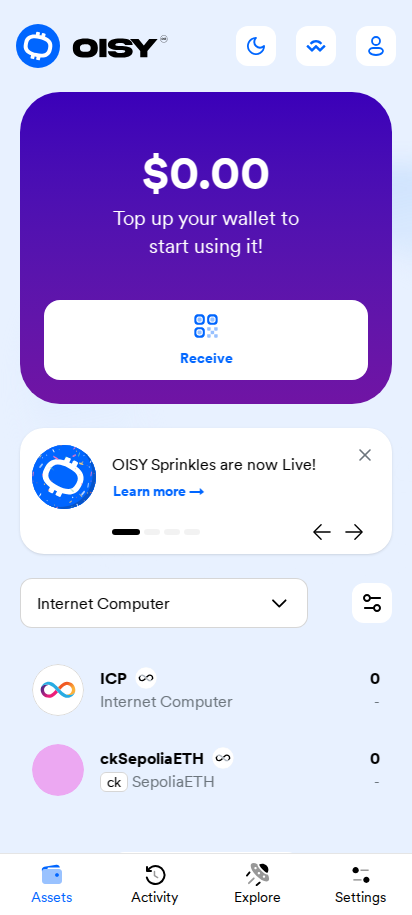 OISY
$0.00
Top up your wallet to
start using it!
Receive
OISY Sprinkles are now Live!
Learn more →
Internet Computer
ICP 0
Internet Computer -
ckSepoliaETH 0
ck SepoliaETH -
Assets Activity Explore Settings